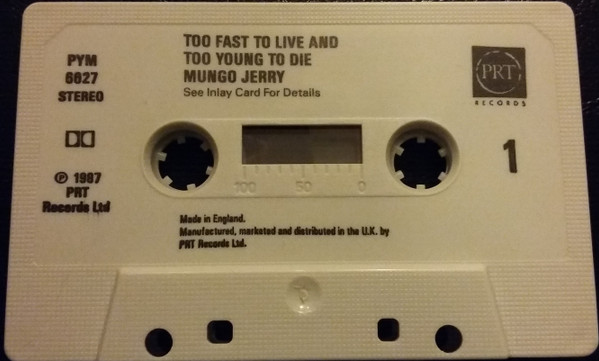 TOO FAST TO LIVE AND
TOO YOUNG TO DIE
MUNGO JERRY
See Inlay Card For Details
PYM
6627
STEREO
℗ 1987
PRT
Records Ltd
PRT
RECORDS
1
100 50 0
Made in England.
Manufactured, marketed and distributed in the U.K. by
PRT Records Ltd.